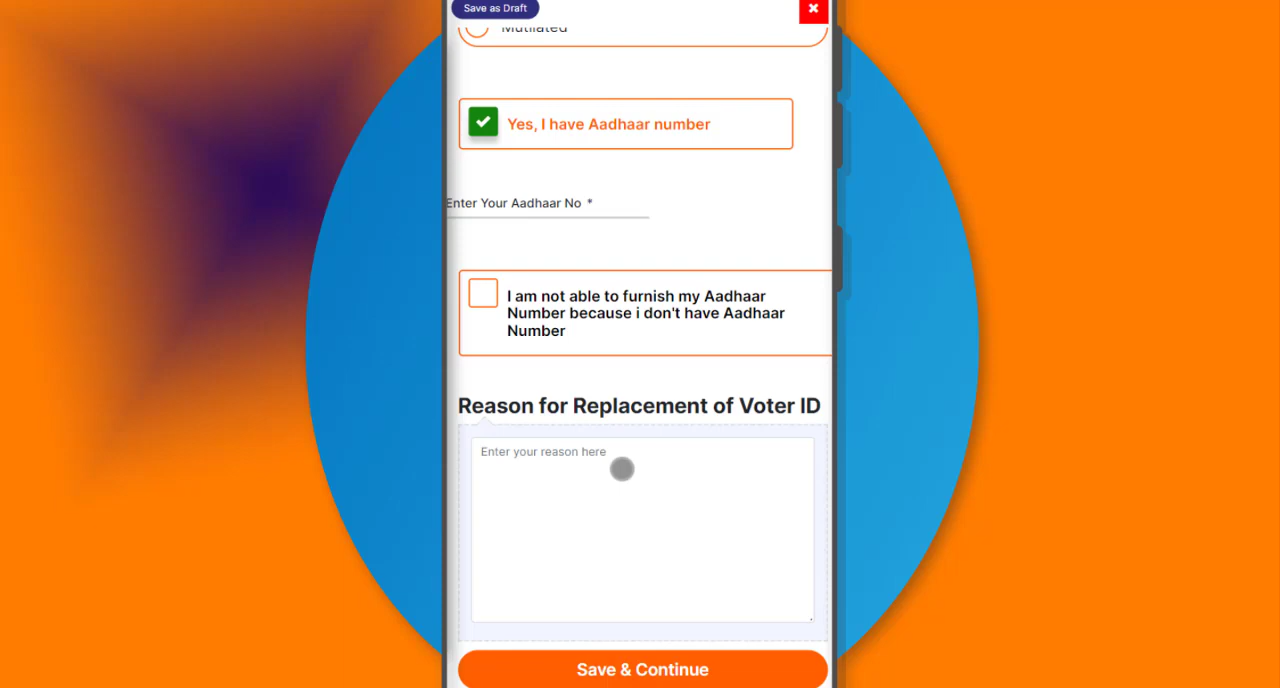 Save as Draft
Mutilated
Yes, I have Aadhaar number
Enter Your Aadhaar No *
I am not able to furnish my Aadhaar
Number because i don't have Aadhaar
Number
Reason for Replacement of Voter ID
Enter your reason here
Save & Continue